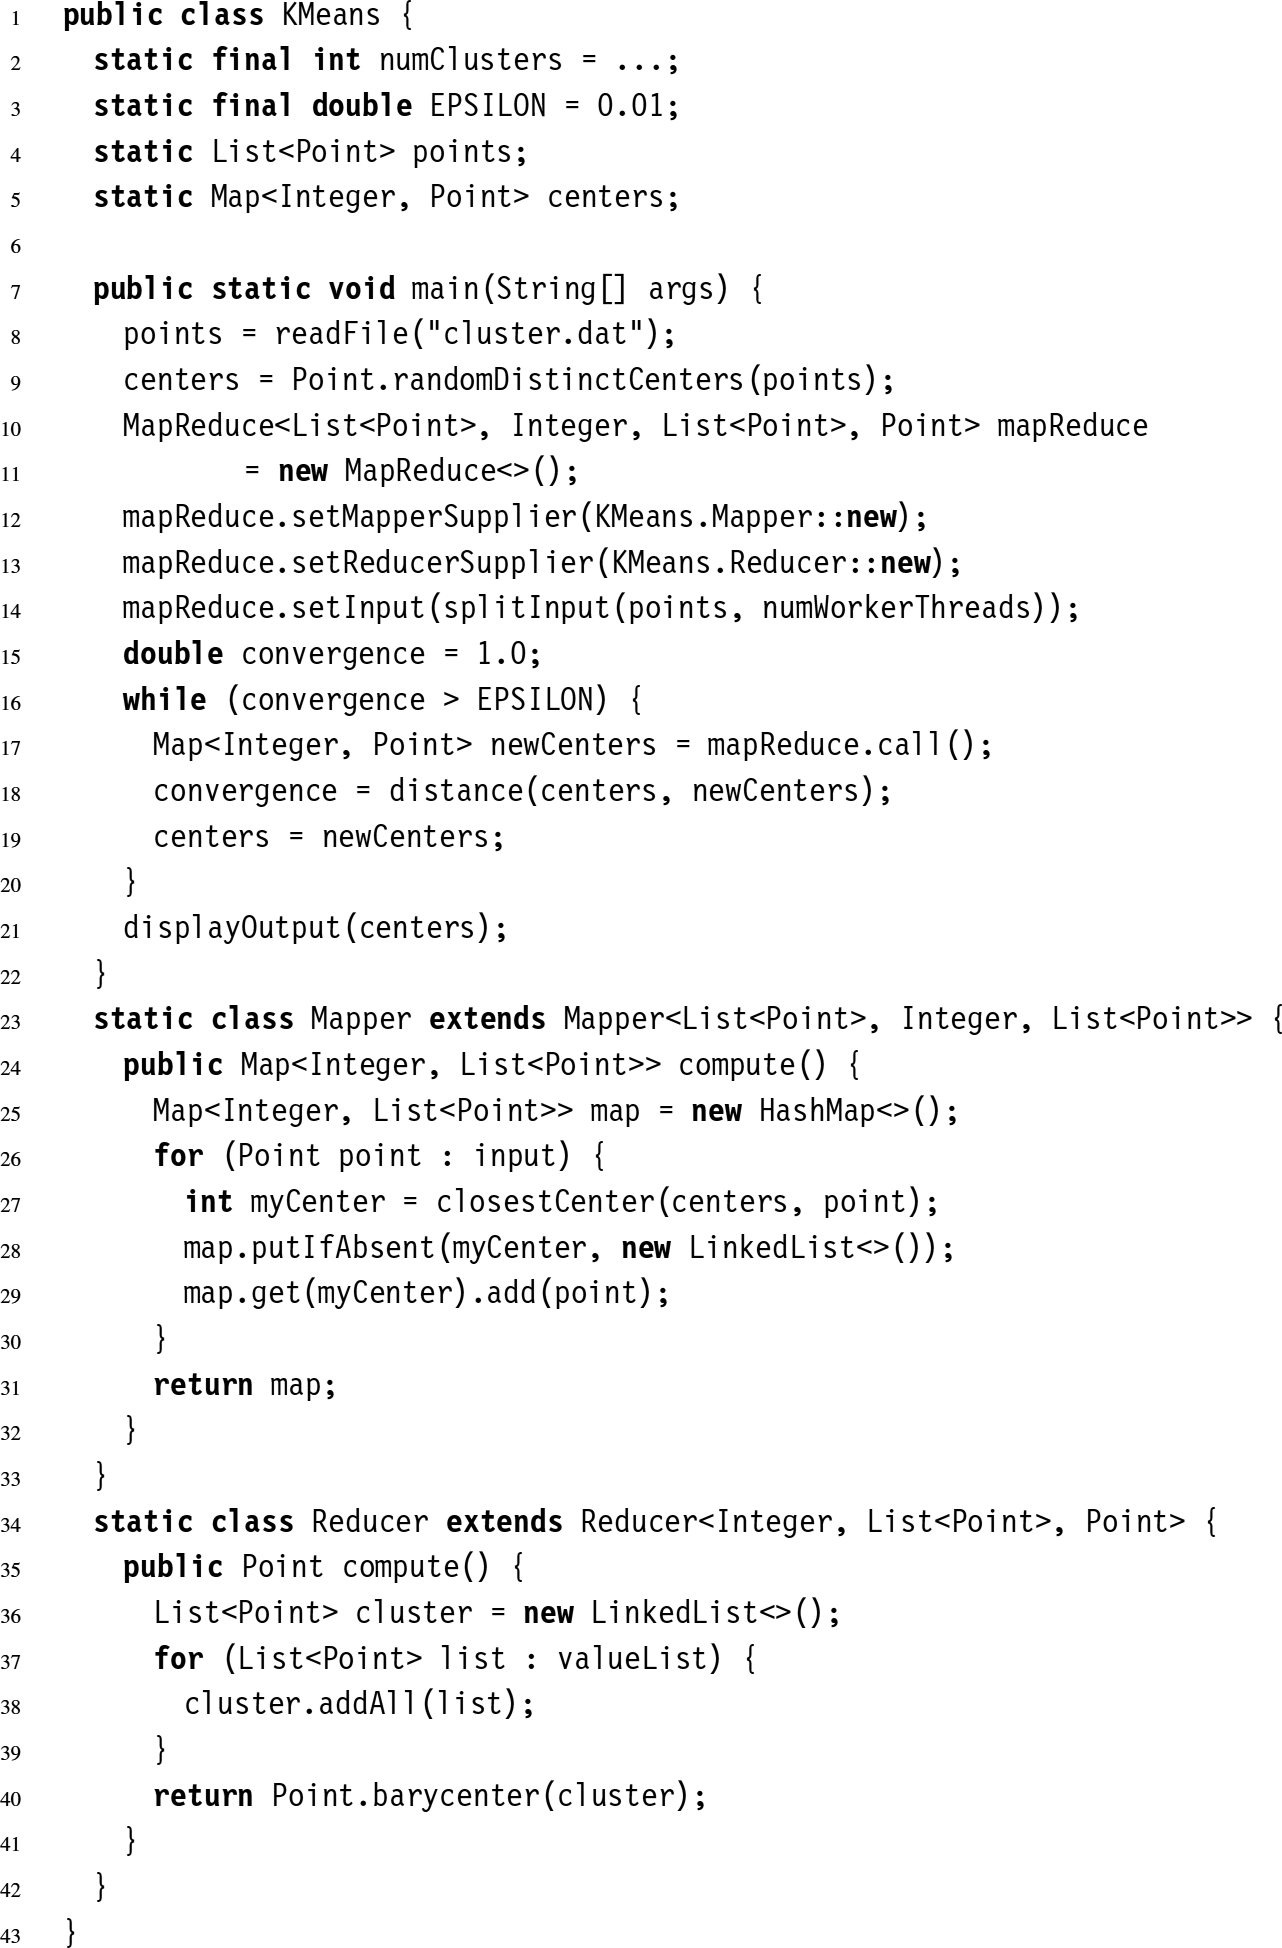 1 public class KMeans {
2 static final int numClusters = ...;
3 static final double EPSILON = 0.01;
4 static List<Point> points;
5 static Map<Integer, Point> centers;
6
7 public static void main(String[] args) {
8 points = readFile("cluster.dat");
9 centers = Point.randomDistinctCenters(points);
10 MapReduce<List<Point>, Integer, List<Point>, Point> mapReduce
11 = new MapReduce<>();
12 mapReduce.setMapperSupplier(KMeans.Mapper::new);
13 mapReduce.setReducerSupplier(KMeans.Reducer::new);
14 mapReduce.setInput(splitInput(points, numWorkerThreads));
15 double convergence = 1.0;
16 while (convergence > EPSILON) {
17 Map<Integer, Point> newCenters = mapReduce.call();
18 convergence = distance(centers, newCenters);
19 centers = newCenters;
20 }
21 displayOutput(centers);
22 }
23 static class Mapper extends Mapper<List<Point>, Integer, List<Point>> {
24 public Map<Integer, List<Point>> compute() {
25 Map<Integer, List<Point>> map = new HashMap<>();
26 for (Point point : input) {
27 int myCenter = closestCenter(centers, point);
28 map.putIfAbsent(myCenter, new LinkedList<>());
29 map.get(myCenter).add(point);
30 }
31 return map;
32 }
33 }
34 static class Reducer extends Reducer<Integer, List<Point>, Point> {
35 public Point compute() {
36 List<Point> cluster = new LinkedList<>();
37 for (List<Point> list : valueList) {
38 cluster.addAll(list);
39 }
40 return Point.barycenter(cluster);
41 }
42 }
43 }